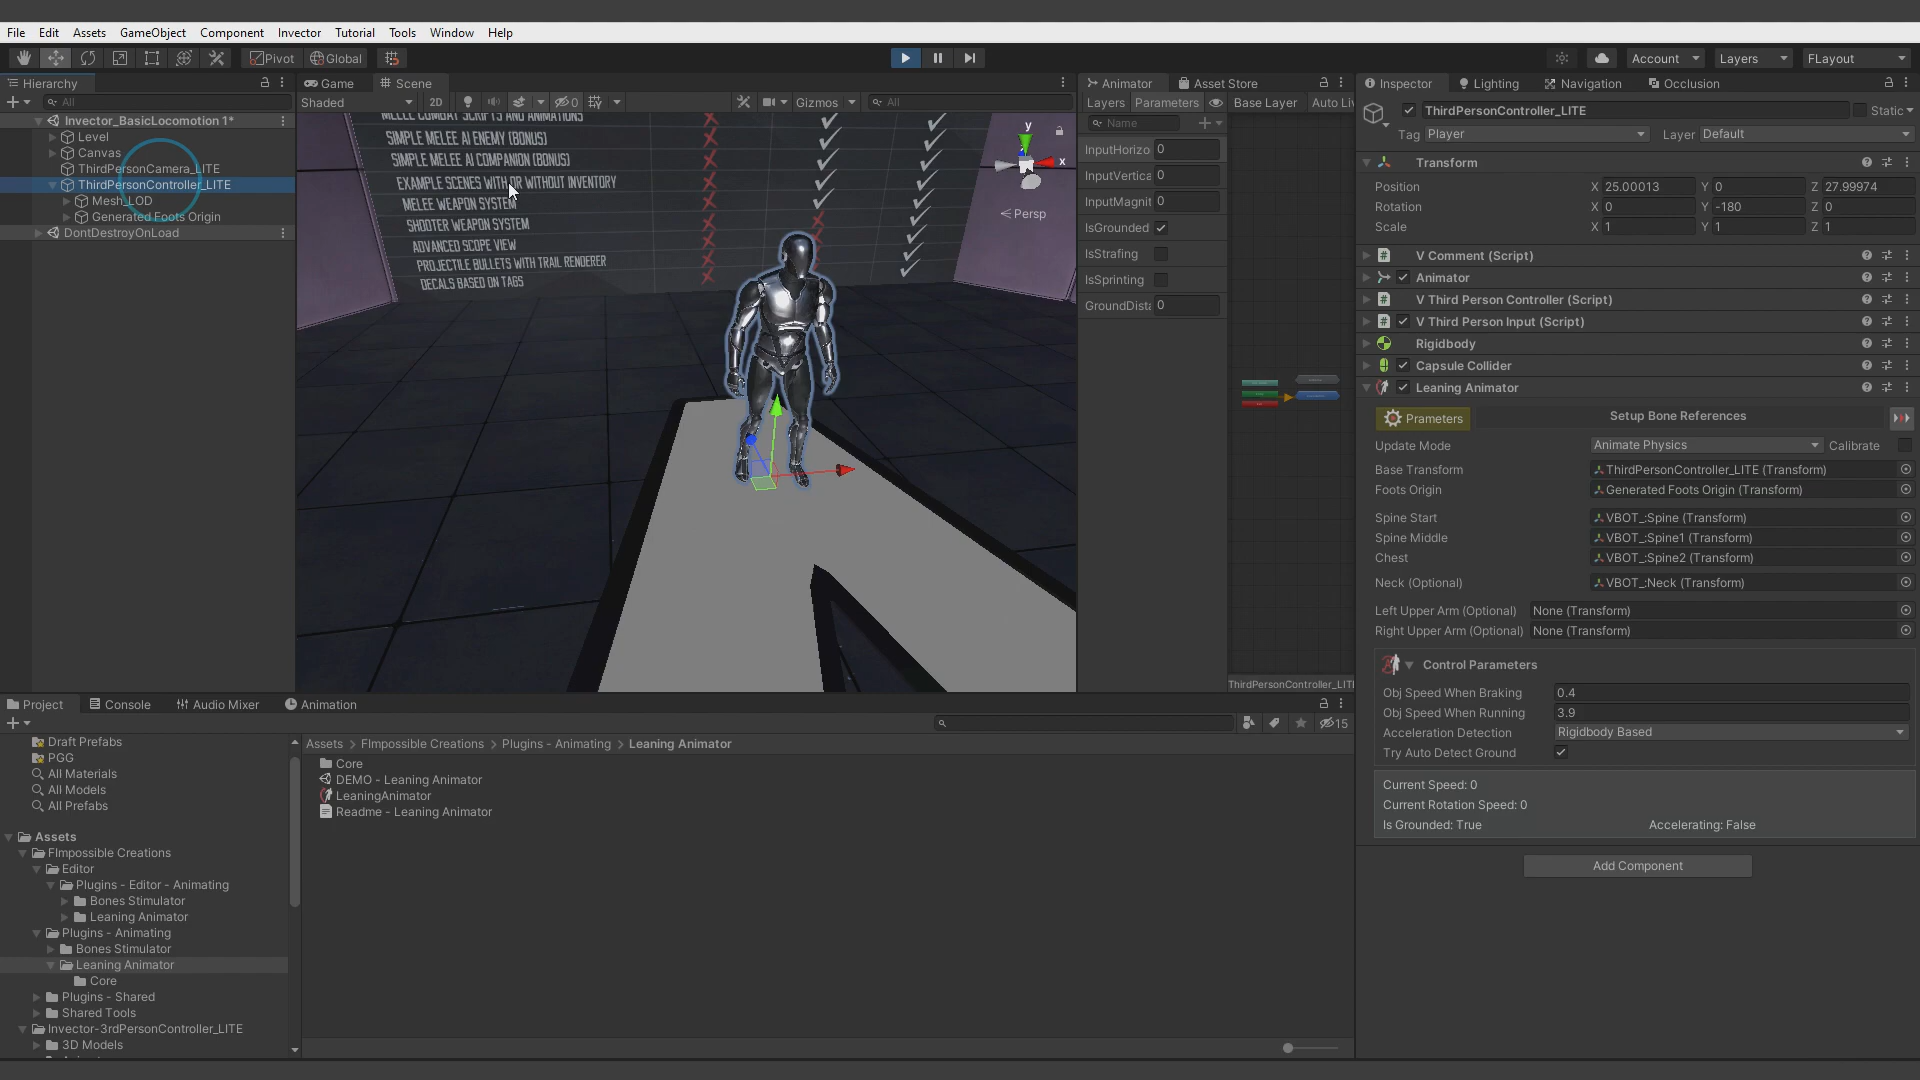 File Edit Assets GameObject Component Invector Tutorial Tools Window Help
Pivot Global Account Layers FLayout
Hierarchy
All
Invector_BasicLocomotion 1*
Level
Canvas
ThirdPersonCamera_LITE
ThirdPersonController_LITE
Mesh_LOD
Generated Foots Origin
DontDestroyOnLoad
Game Scene
Shaded 2D 0 Gizmos All
MELEE COMBAT SCRIPTS AND ANIMATIONS
SIMPLE MELEE AI ENEMY (BONUS)
SIMPLE MELEE AI COMPANION (BONUS)
EXAMPLE SCENES WITH OR WITHOUT INVENTORY
MELEE WEAPON SYSTEM
SHOOTER WEAPON SYSTEM
ADVANCED SCOPE VIEW
PROJECTILE BULLETS WITH TRAIL RENDERER
DECALS BASED ON TAGS
y
x
Persp
Animator Asset Store
Layers Parameters Base Layer Auto Li
Name
InputHorizo 0
InputVertica 0
InputMagnit 0
IsGrounded
IsStrafing
IsSprinting
GroundDista 0
ThirdPersonController_LIT
Inspector Lighting Navigation Occlusion
ThirdPersonController_LITE Static
Tag Player Layer Default
Transform
Position X 25.00013 Y 0 Z 27.99974
Rotation X 0 Y -180 Z 0
Scale X 1 Y 1 Z 1
V Comment (Script)
Animator
V Third Person Controller (Script)
V Third Person Input (Script)
Rigidbody
Capsule Collider
Leaning Animator
Prameters Setup Bone References
Update Mode Animate Physics Calibrate
Base Transform ThirdPersonController_LITE (Transform)
Foots Origin Generated Foots Origin (Transform)
Spine Start VBOT_:Spine (Transform)
Spine Middle VBOT_:Spine1 (Transform)
Chest VBOT_:Spine2 (Transform)
Neck (Optional) VBOT_:Neck (Transform)
Left Upper Arm (Optional) None (Transform)
Right Upper Arm (Optional) None (Transform)
Control Parameters
Obj Speed When Braking 0.4
Obj Speed When Running 3.9
Acceleration Detection Rigidbody Based
Try Auto Detect Ground
Current Speed: 0
Current Rotation Speed: 0
Is Grounded: True Accelerating: False
Add Component
Project Console Audio Mixer Animation
15
Draft Prefabs
PGG
All Materials
All Models
All Prefabs
Assets
FImpossible Creations
Editor
Plugins - Editor - Animating
Bones Stimulator
Leaning Animator
Plugins - Animating
Bones Stimulator
Leaning Animator
Core
Plugins - Shared
Shared Tools
Invector-3rdPersonController_LITE
3D Models
Assets > FImpossible Creations > Plugins - Animating > Leaning Animator
Core
DEMO - Leaning Animator
LeaningAnimator
Readme - Leaning Animator